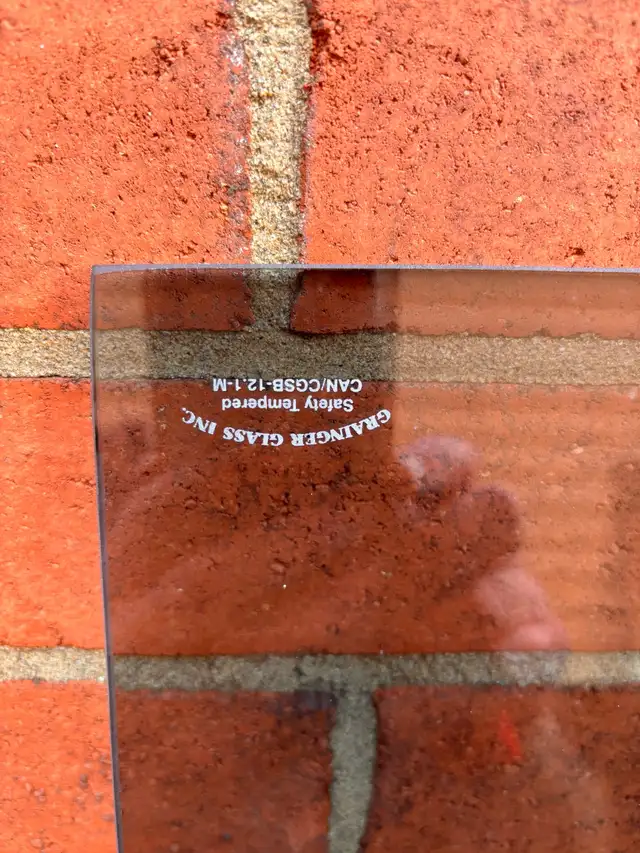 GRAINGER GLASS INC.
Safety Tempered
CAN/CGSB-12.1-M